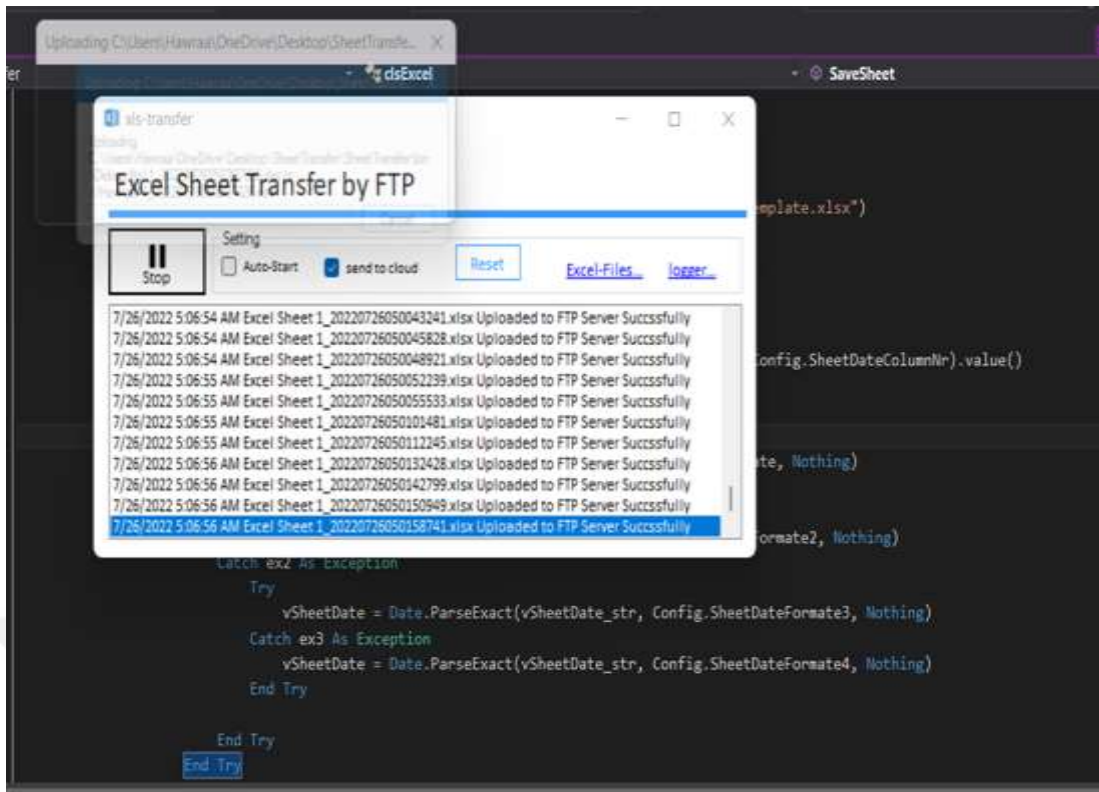 Uploading C:\Users\Hawraa\OneDrive\Desktop\SheetTransfe... X
fer
clsExcel
SaveSheet
xls-transfer
Uploading
Excel Sheet Transfer by FTP
emplate.xlsx")
Setting
Stop
Auto-Start
send to cloud
Reset
Excel-Files...
logger...
7/26/2022 5:06:54 AM Excel Sheet 1_20220726050043241.xlsx Uploaded to FTP Server Succssfully
7/26/2022 5:06:54 AM Excel Sheet 1_20220726050045828.xlsx Uploaded to FTP Server Succssfully
7/26/2022 5:06:54 AM Excel Sheet 1_20220726050048921.xlsx Uploaded to FTP Server Succssfully
7/26/2022 5:06:55 AM Excel Sheet 1_20220726050052239.xlsx Uploaded to FTP Server Succssfully
7/26/2022 5:06:55 AM Excel Sheet 1_20220726050055533.xlsx Uploaded to FTP Server Succssfully
7/26/2022 5:06:55 AM Excel Sheet 1_20220726050101481.xlsx Uploaded to FTP Server Succssfully
7/26/2022 5:06:55 AM Excel Sheet 1_20220726050112245.xlsx Uploaded to FTP Server Succssfully
7/26/2022 5:06:56 AM Excel Sheet 1_20220726050132428.xlsx Uploaded to FTP Server Succssfully
7/26/2022 5:06:56 AM Excel Sheet 1_20220726050142799.xlsx Uploaded to FTP Server Succssfully
7/26/2022 5:06:56 AM Excel Sheet 1_20220726050150949.xlsx Uploaded to FTP Server Succssfully
7/26/2022 5:06:56 AM Excel Sheet 1_20220726050158741.xlsx Uploaded to FTP Server Succssfully
Config.SheetDateColumnNr).value()
te, Nothing)
ormate2, Nothing)
Catch ex2 As Exception
Try
vSheetDate = Date.ParseExact(vSheetDate_str, Config.SheetDateFormate3, Nothing)
Catch ex3 As Exception
vSheetDate = Date.ParseExact(vSheetDate_str, Config.SheetDateFormate4, Nothing)
End Try
End Try
End Try